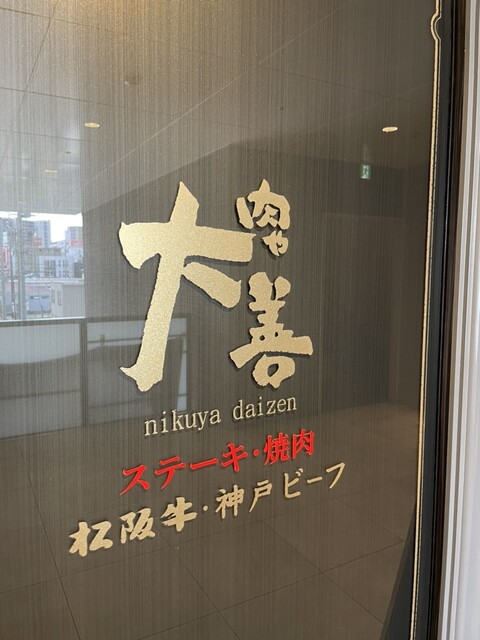 肉や
大善
nikuya daizen
ステーキ・焼肉
松阪牛・神戸ビーフ